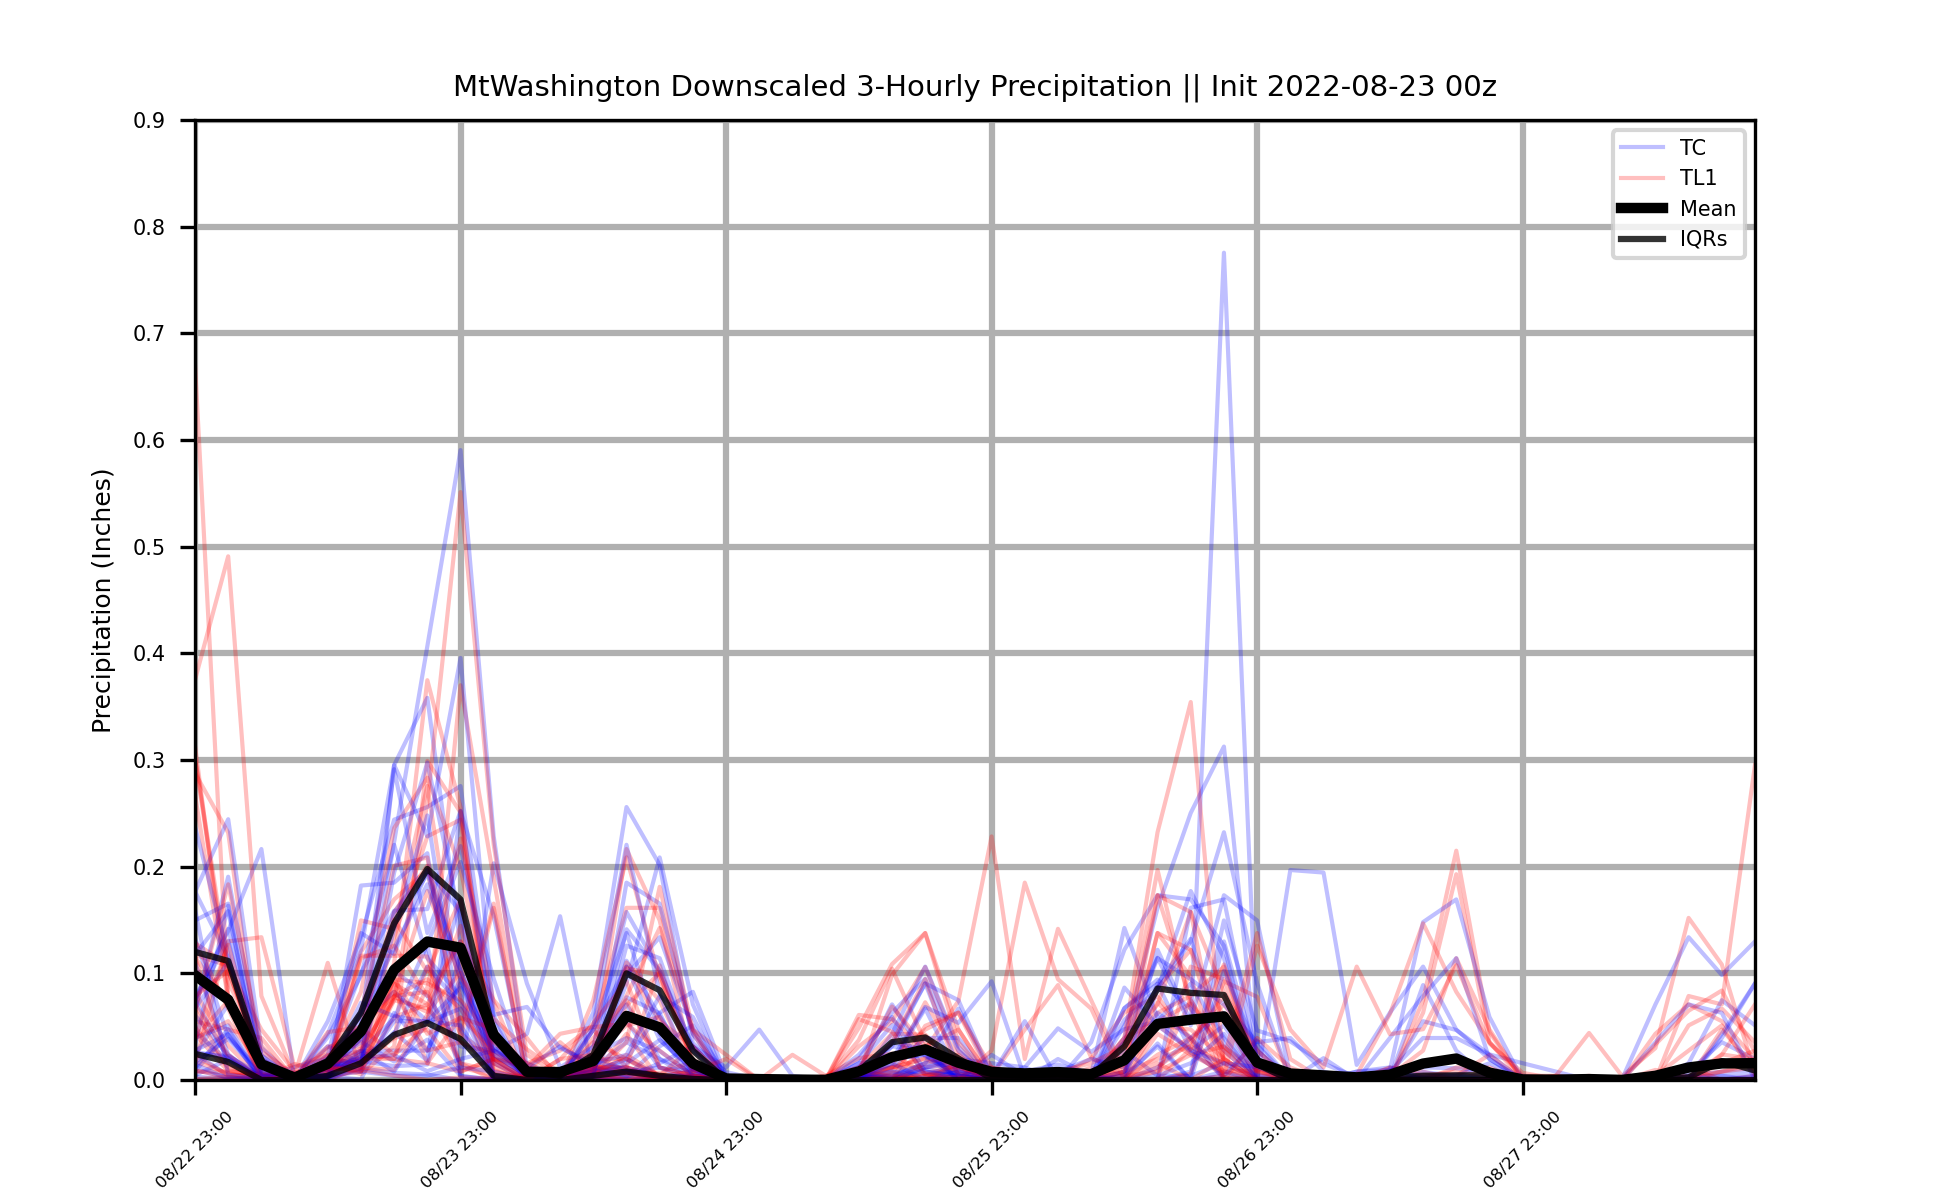 MtWashington Downscaled 3-Hourly Precipitation || Init 2022-08-23 00z
0.9
0.8
0.7
0.6
0.5
0.4
0.3
0.2
0.1
0.0
Precipitation (Inches)
TC
TL1
Mean
IQRs
08/22 23:00
08/23 23:00
08/24 23:00
08/25 23:00
08/26 23:00
08/27 23:00